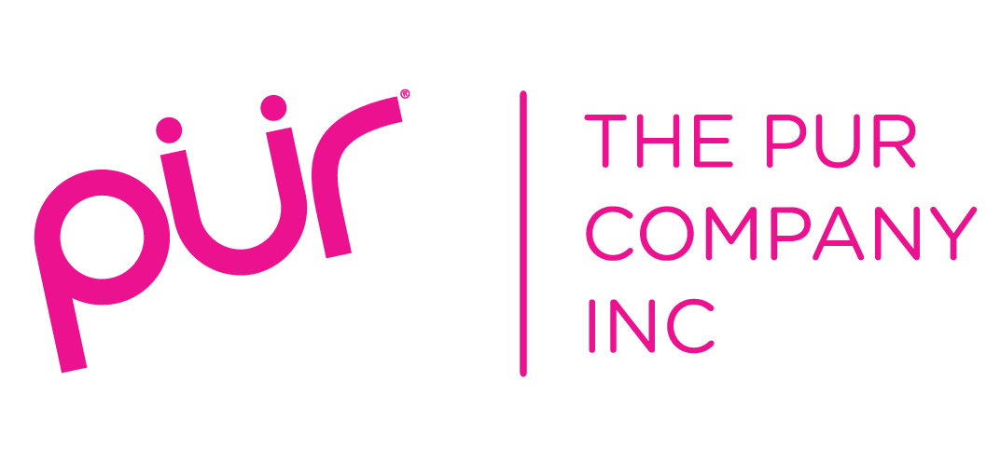 pür®
THE PUR
COMPANY
INC